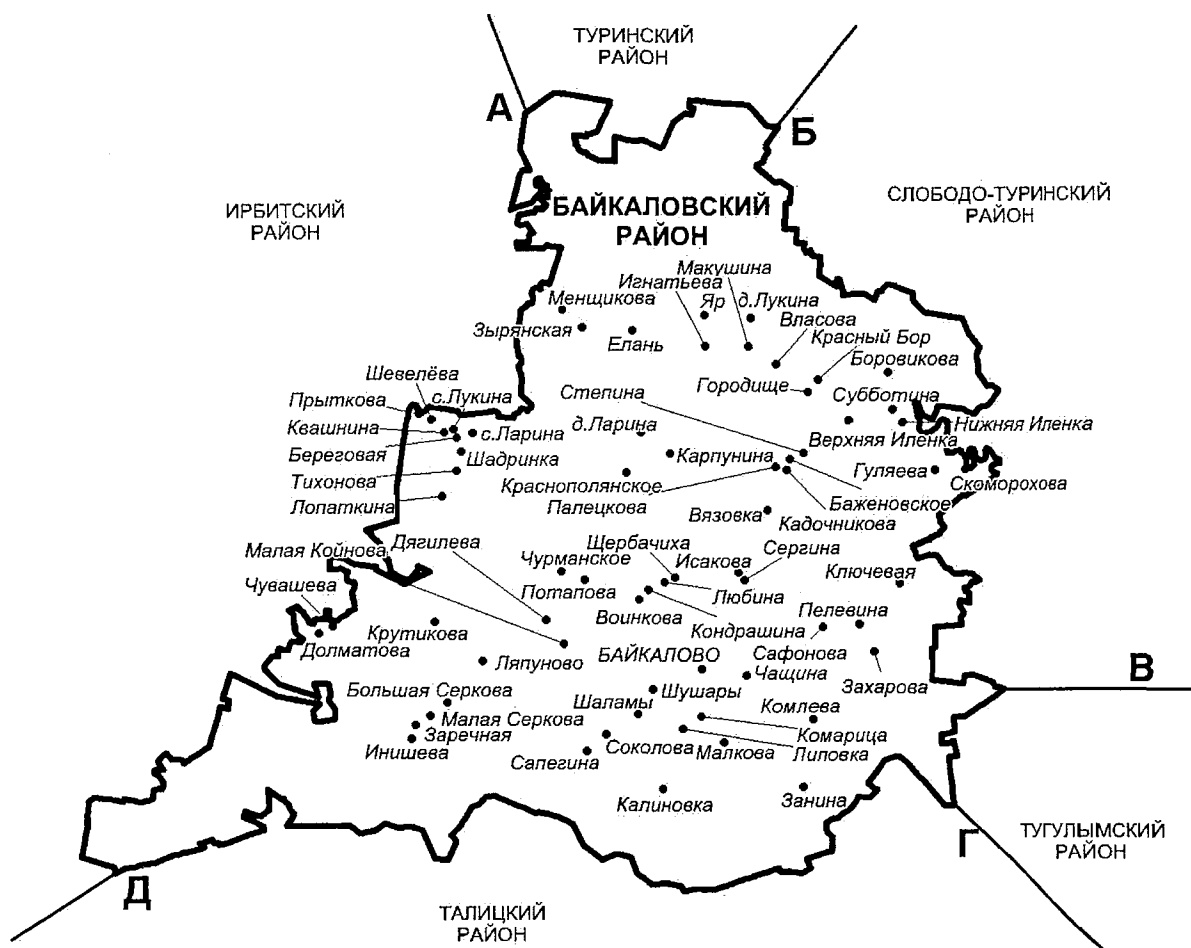 ТУРИНСКИЙ
РАЙОН
А
Б
ИРБИТСКИЙ
РАЙОН
БАЙКАЛОВСКИЙ
РАЙОН
СЛОБОДО-ТУРИНСКИЙ
РАЙОН
Макушина
Игнатьева
Менщикова
Яр
д.Лукина
Власова
Зырянская
Елань
Красный Бор
Боровикова
Шевелёва
Городище
Прыткова
с.Лукина
Степина
Субботина
Квашнина
с.Ларина
д.Ларина
Верхняя Иленка
Нижняя Иленка
Береговая
Шадринка
Карпунина
Гуляева
Тихонова
Краснополянское
Скоморохова
Лопаткина
Палецкова
Баженовское
Вязовка
Кадочникова
Малая Койнова
Дягилева
Щербачиха
Сергина
Чурманское
Исакова
Чувашева
Потапова
Любина
Ключевая
Воинкова
Пелевина
Крутикова
Кондрашина
Долматова
БАЙКАЛОВО
Сафонова
Ляпуново
Чащина
В
Захарова
Большая Серкова
Шушары
Шаламы
Комлева
Малая Серкова
Комарица
Заречная
Соколова
Липовка
Инишева
Сапегина
Малкова
Калиновка
Занина
Г
ТУГУЛЫМСКИЙ
РАЙОН
Д
ТАЛИЦКИЙ
РАЙОН